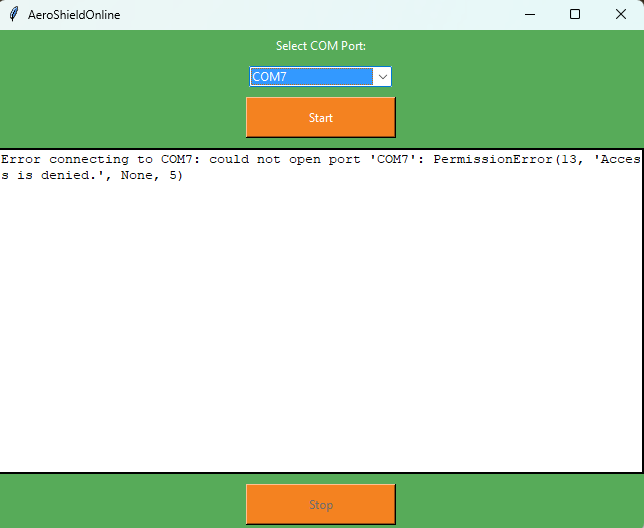 AeroShieldOnline
Select COM Port:
COM7
Start
Error connecting to COM7: could not open port 'COM7': PermissionError(13, 'Acces
s is denied.', None, 5)
Stop